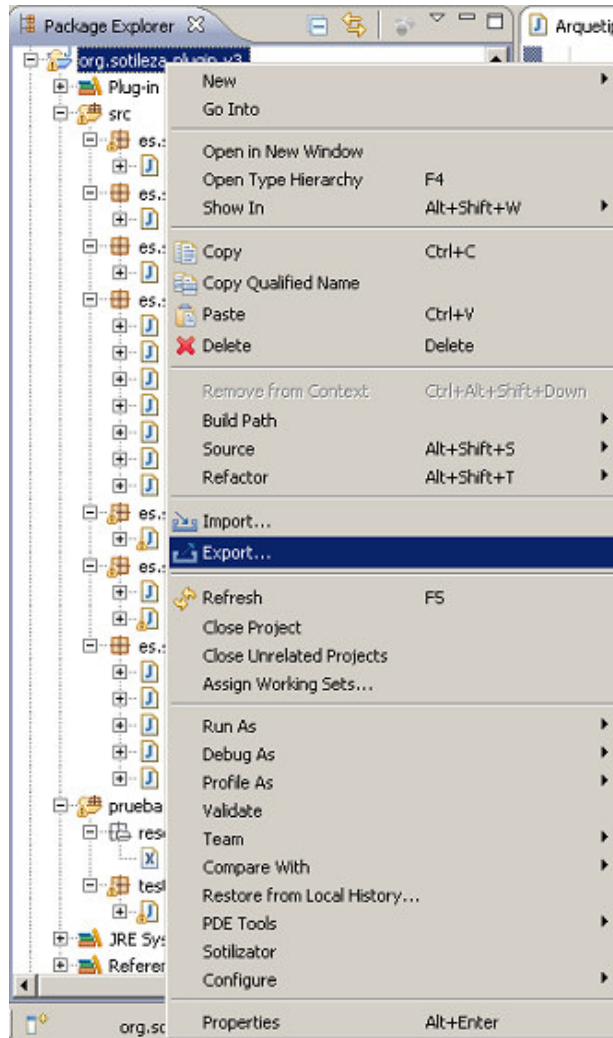 Package Explorer
Arqueti
org.sotileza.plugin_v3
Plug-in
src
es.
J
es.
J
es.
J
es.
J
J
J
J
J
J
J
es.
J
es.
J
J
es.
J
J
J
J
J
prueba
res
X
test
J
JRE Sys
Referen
org.so
New
Go Into
Open in New Window
Open Type Hierarchy F4
Show In Alt+Shift+W
Copy Ctrl+C
Copy Qualified Name
Paste Ctrl+V
Delete Delete
Remove from Context Ctrl+Alt+Shift+Down
Build Path
Source Alt+Shift+S
Refactor Alt+Shift+T
Import...
Export...
Refresh F5
Close Project
Close Unrelated Projects
Assign Working Sets...
Run As
Debug As
Profile As
Validate
Team
Compare With
Restore from Local History...
PDE Tools
Sotilizator
Configure
Properties Alt+Enter